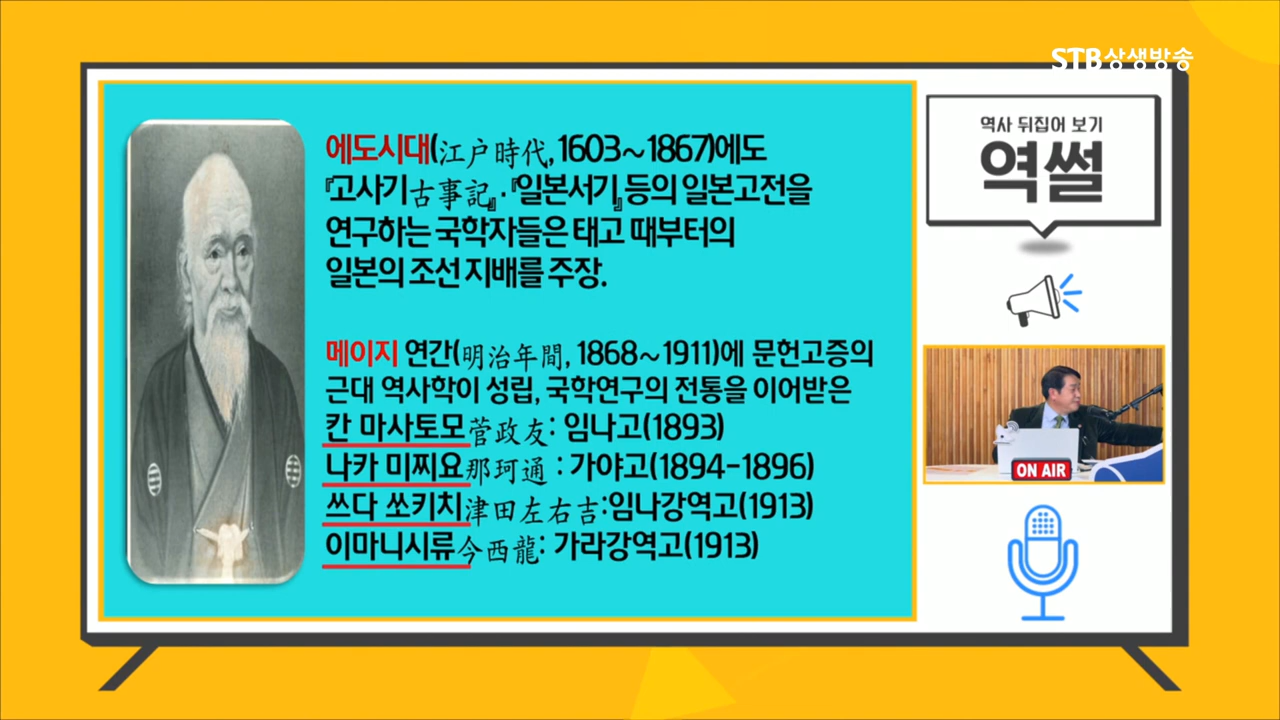 STB상생방송
에도시대(江户時代, 1603~1867)에도
『고사기古事記』·『일본서기』 등의 일본고전을
연구하는 국학자들은 태고 때부터의
일본의 조선 지배를 주장.
메이지 연간(明治年間, 1868~1911)에 문헌고증의
근대 역사학이 성립, 국학연구의 전통을 이어받은
칸 마사토모菅政友: 임나고(1893)
나카 미찌요那珂通 : 가야고(1894-1896)
쓰다 쏘키치津田左右吉:임나강역고(1913)
이마니시류今西龍: 가라강역고(1913)
역사 뒤집어 보기
역썰
ON AIR